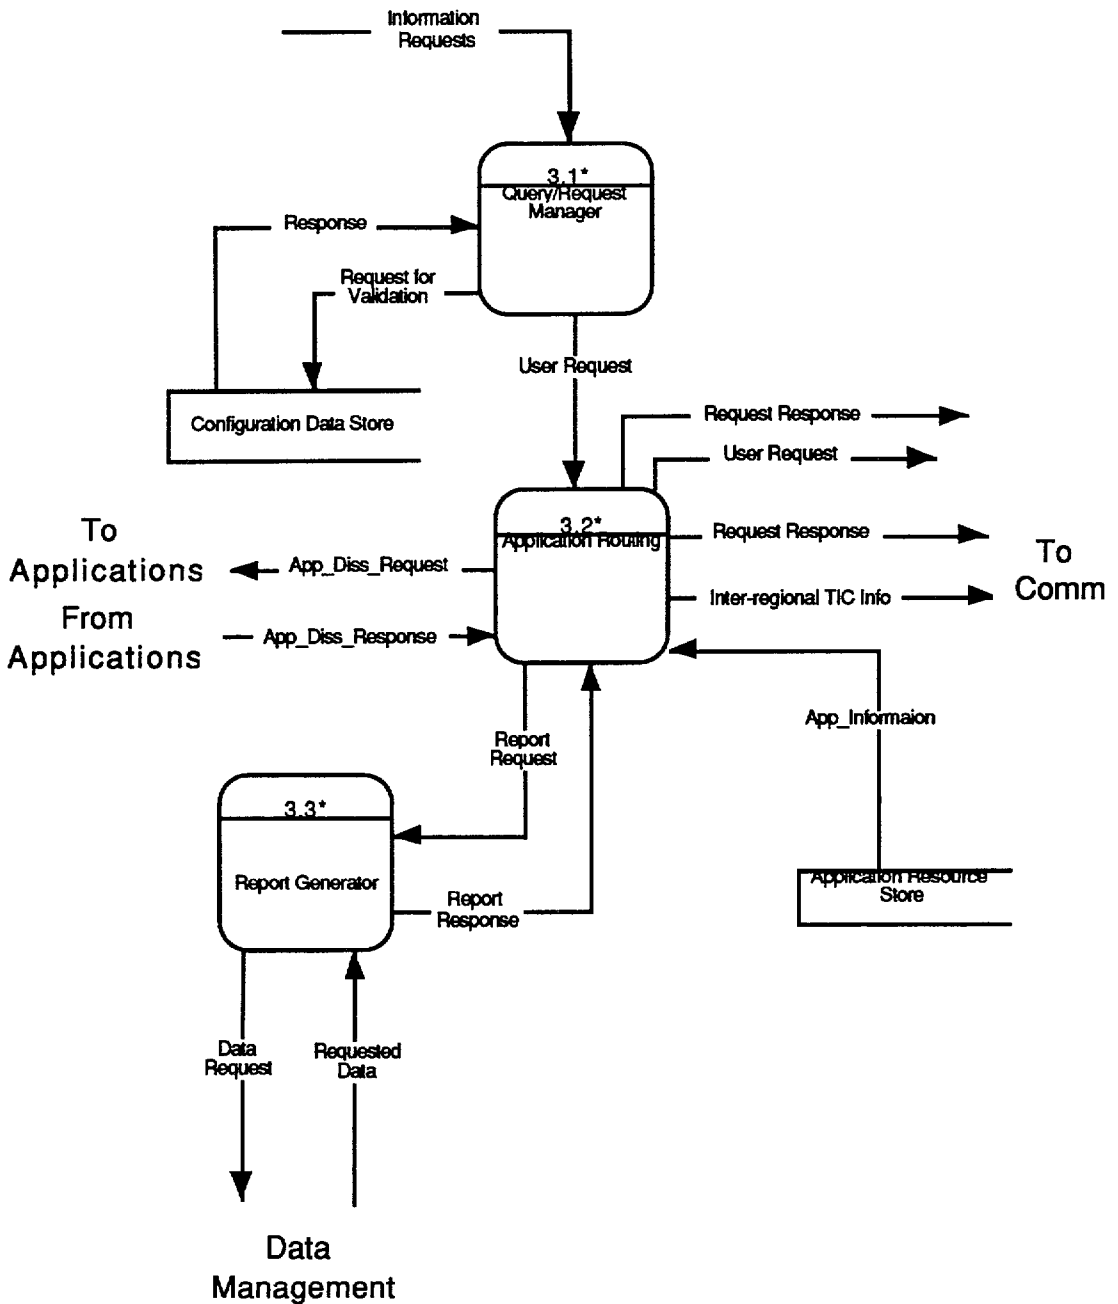 Information
Requests
3.1*
Query/Request
Manager
Response
Request for
Validation
User Request
Configuration Data Store
Request Response
User Request
3.2*
Application Routing
To
Applications
App_Diss_Request
Request Response
To
Comm
Inter-regional TIC Info
From
Applications
App_Diss_Response
App_Informaion
Report
Request
3.3*
Report Generator
Report
Response
Application Resource
Store
Data
Request
Requested
Data
Data
Management